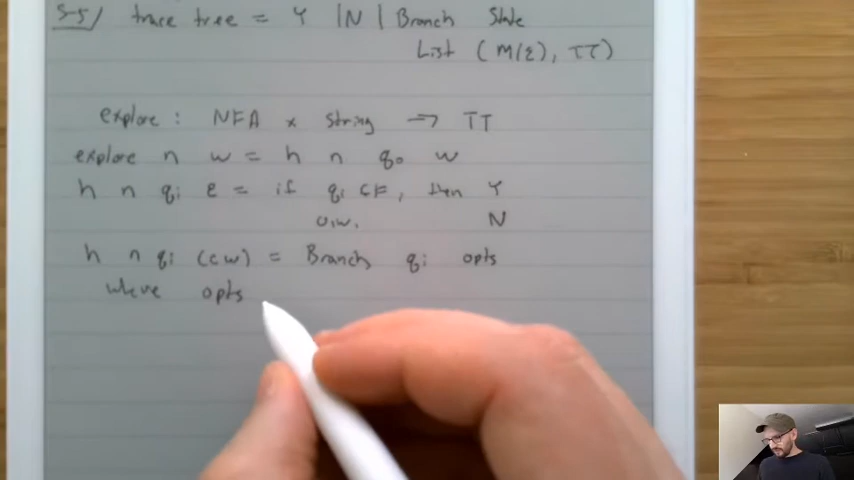 5-5/ trace tree = Y | N | Branch State
List (M(Σ), TT)
explore : NFA x String → TT
explore n w = h n q₀ w
h n qi ε = if qi ∈ F, then Y
o.w. N
h n qi (cw) = Branch qi opts
where opts